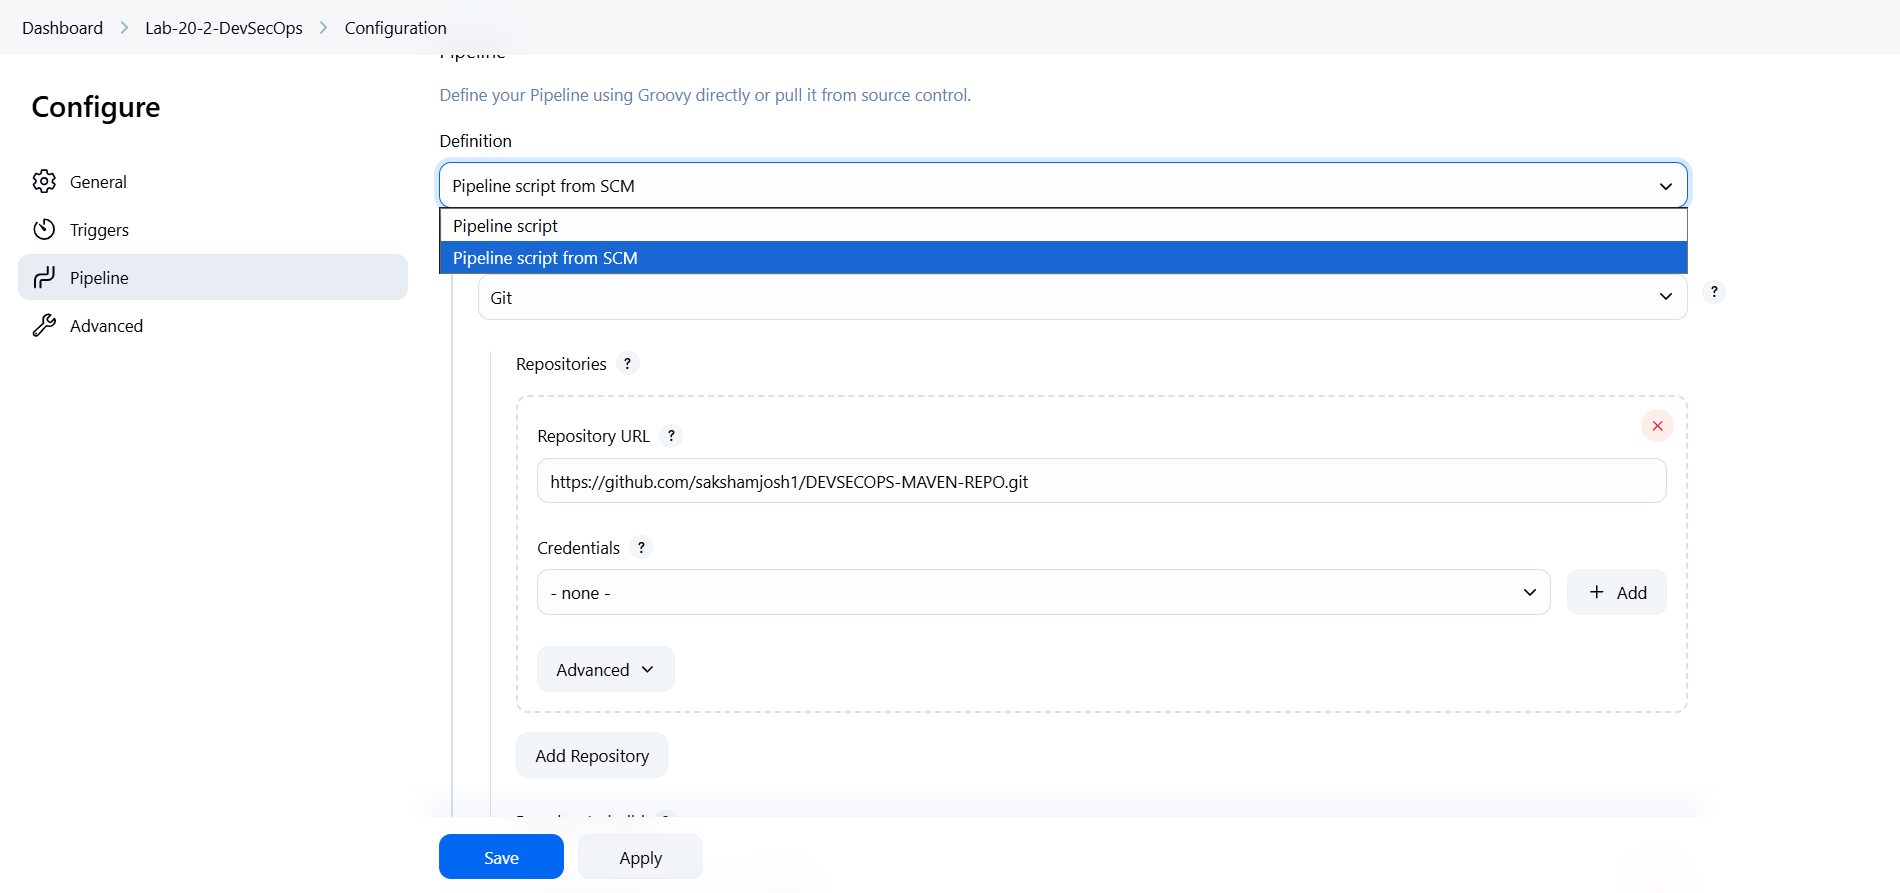 Dashboard > Lab-20-2-DevSecOps > Configuration
Configure
General
Triggers
Pipeline
Advanced
Pipeline
Define your Pipeline using Groovy directly or pull it from source control.
Definition
Pipeline script from SCM
Pipeline script
Pipeline script from SCM
Git
?
Repositories ?
Repository URL ?
https://github.com/sakshamjosh1/DEVSECOPS-MAVEN-REPO.git
Credentials ?
- none -
+ Add
Advanced
Add Repository
Save
Apply